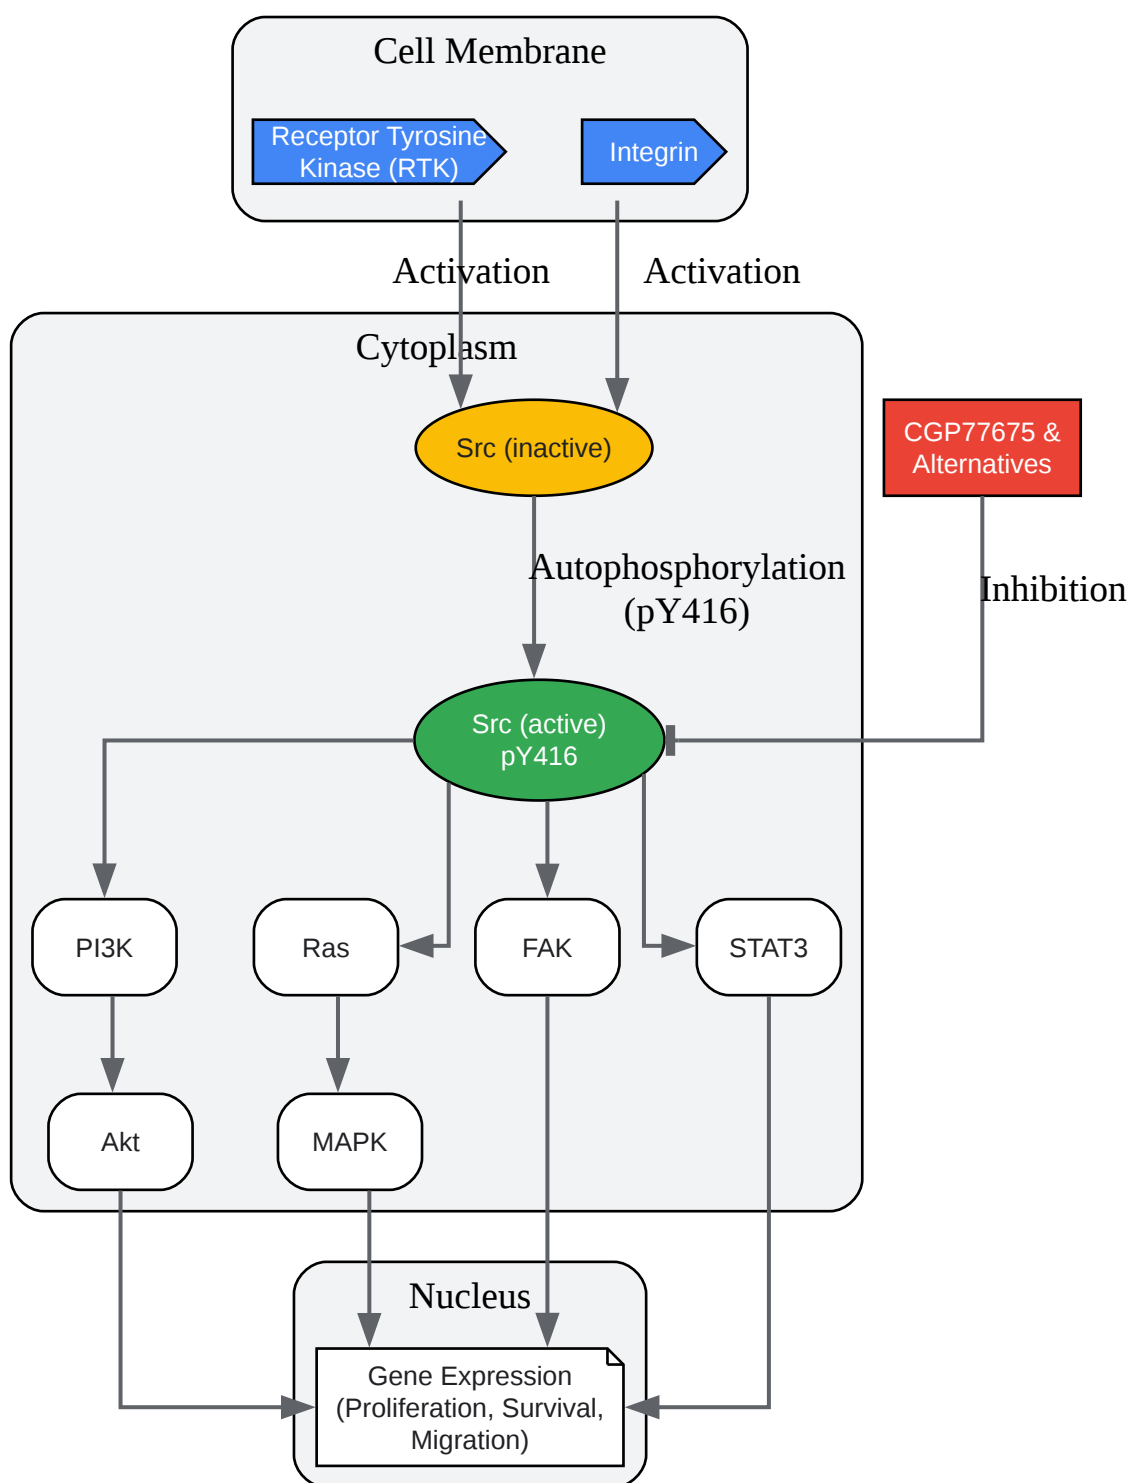 Cell Membrane
Receptor Tyrosine
Kinase (RTK)
Integrin
Activation
Activation
Cytoplasm
Src (inactive)
CGP77675 &
Alternatives
Autophosphorylation
(pY416)
Inhibition
Src (active)
pY416
PI3K
Ras
FAK
STAT3
Akt
MAPK
Nucleus
Gene Expression
(Proliferation, Survival,
Migration)